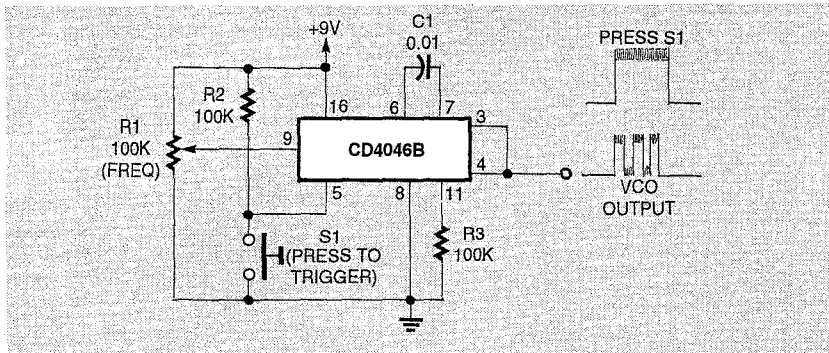 +9V
C1
0.01
PRESS S1
R2
100K
16
6
7
3
R1
100K
(FREQ)
9
CD4046B
4
5
8
11
VCO
OUTPUT
S1
(PRESS TO
TRIGGER)
R3
100K